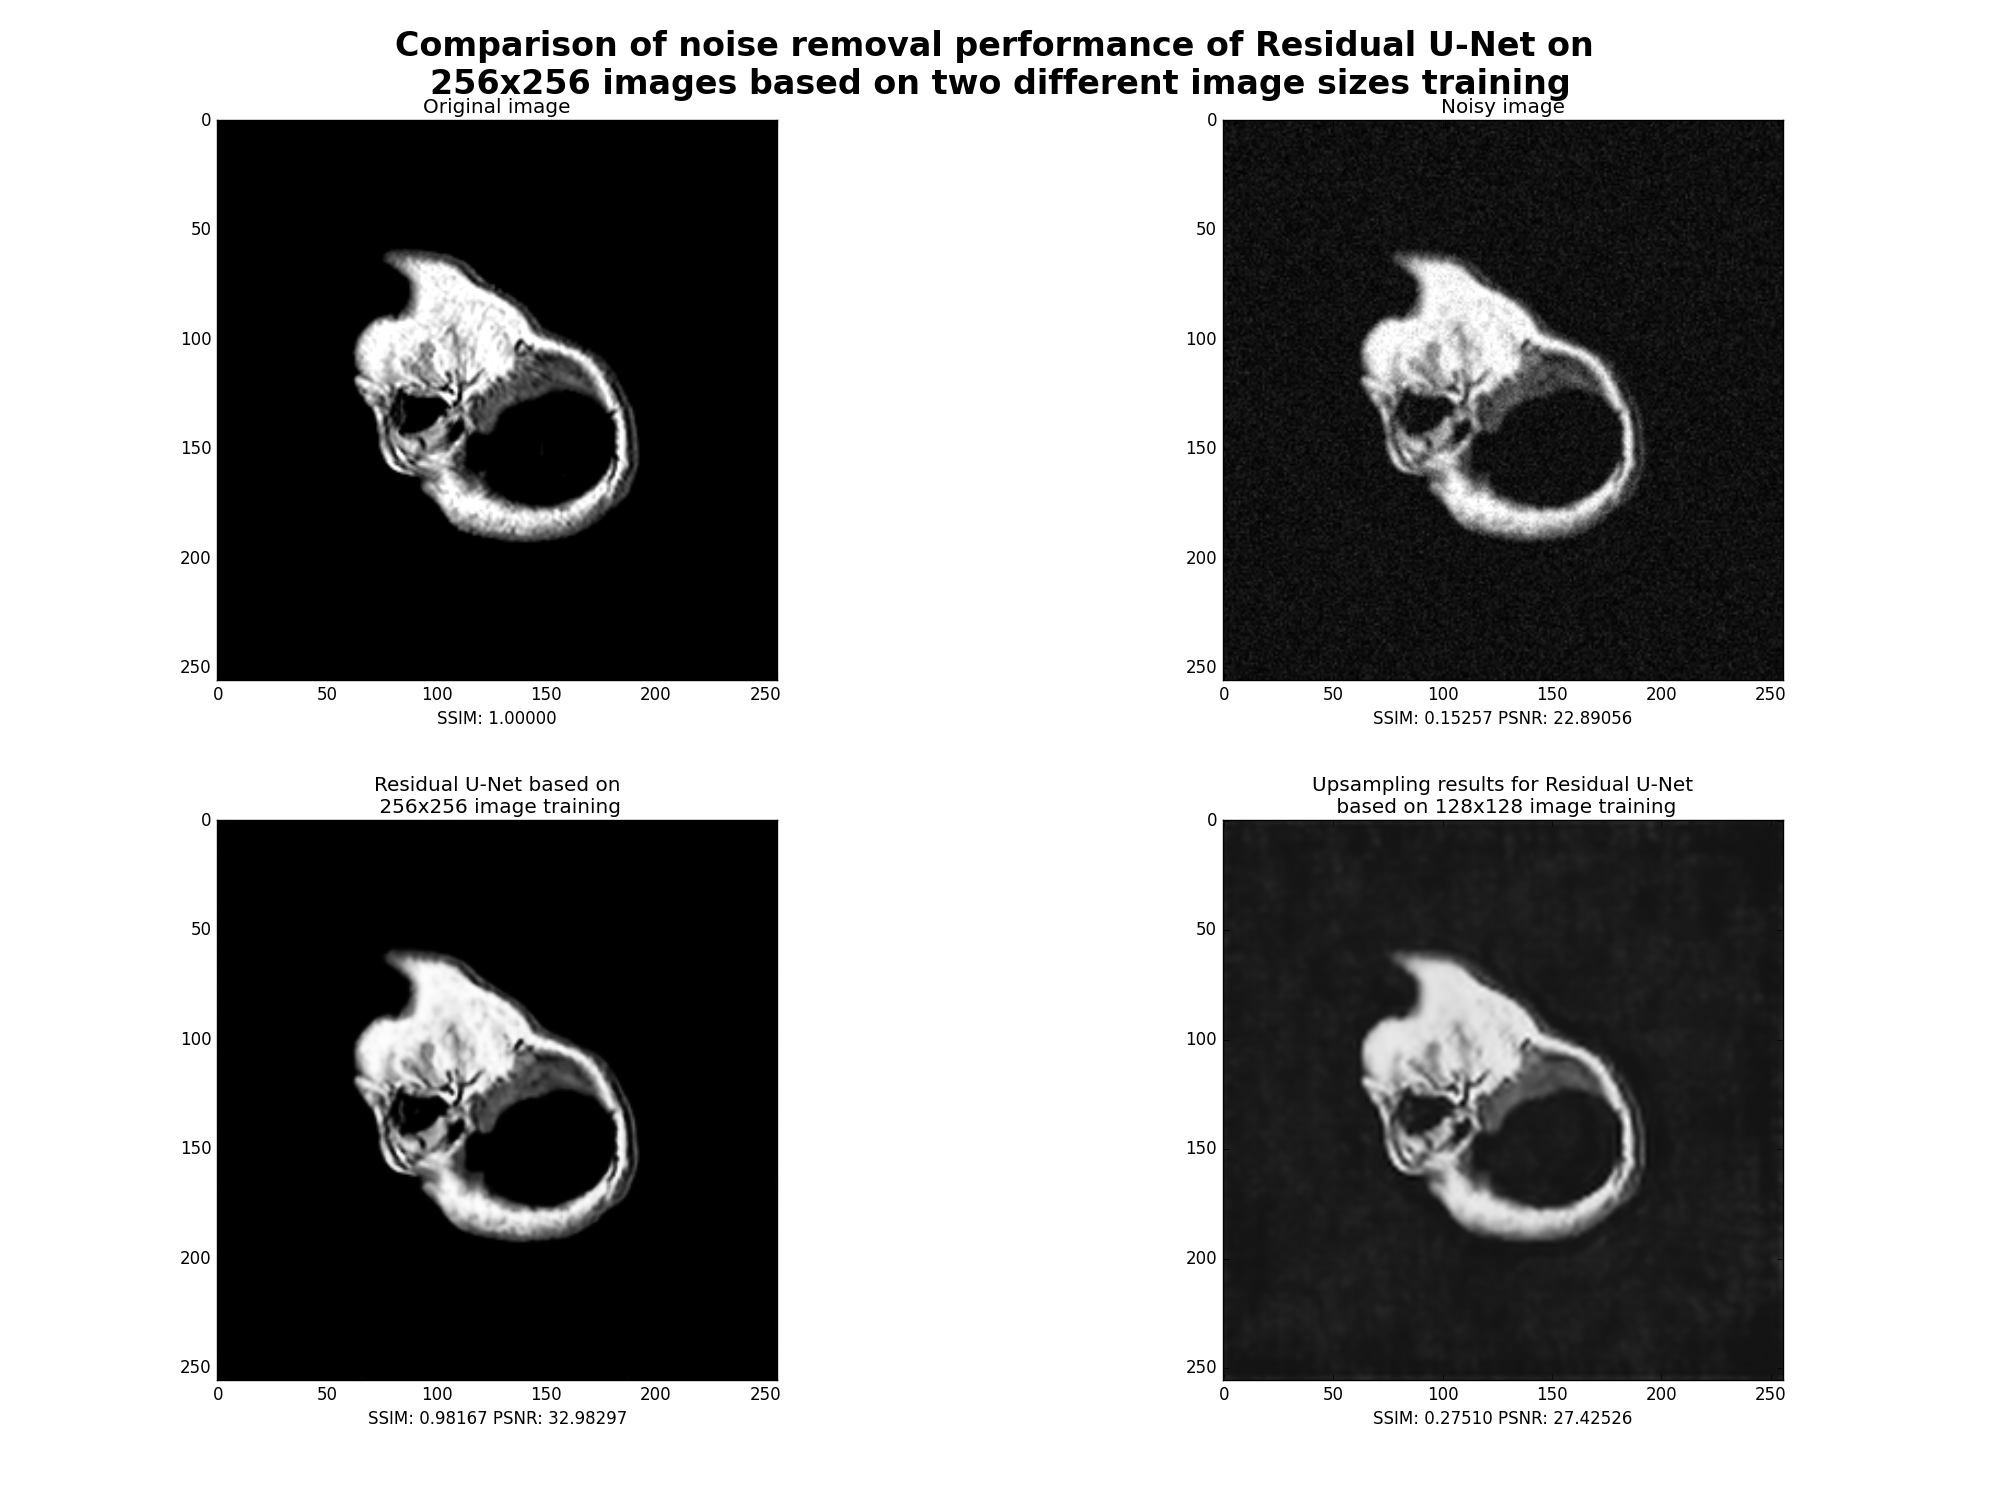 Comparison of noise removal performance of Residual U-Net on
256x256 images based on two different image sizes training
Original image
0
50
100
150
200
250
0 50 100 150 200 250
SSIM: 1.00000
Noisy image
0
50
100
150
200
250
0 50 100 150 200 250
SSIM: 0.15257 PSNR: 22.89056
Residual U-Net based on
256x256 image training
0
50
100
150
200
250
0 50 100 150 200 250
SSIM: 0.98167 PSNR: 32.98297
Upsampling results for Residual U-Net
based on 128x128 image training
0
50
100
150
200
250
0 50 100 150 200 250
SSIM: 0.27510 PSNR: 27.42526